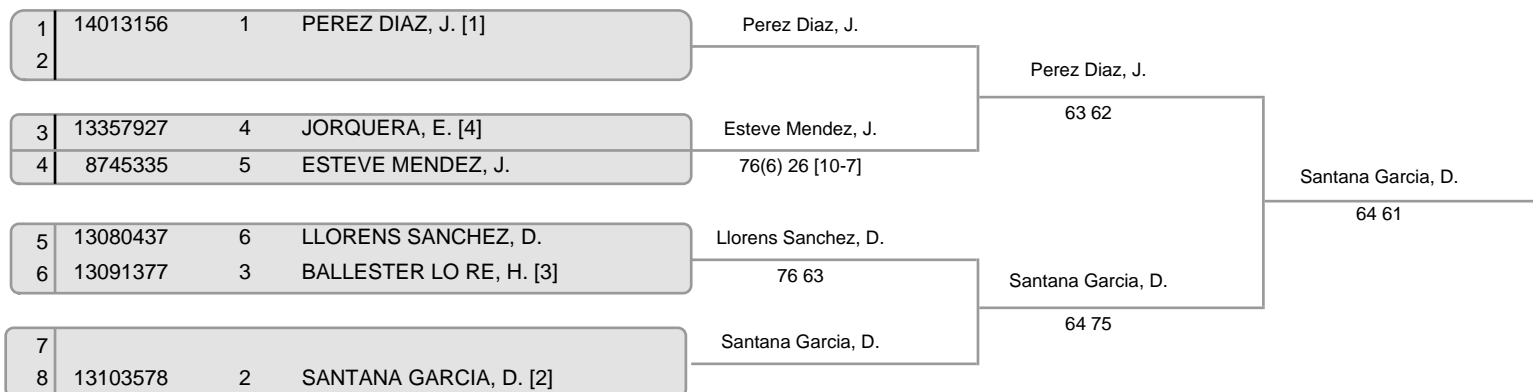 1 14013156 1 PEREZ DIAZ, J. [1]
2
3 13357927 4 JORQUERA, E. [4]
4 8745335 5 ESTEVE MENDEZ, J.
5 13080437 6 LLORENS SANCHEZ, D.
6 13091377 3 BALLESTER LO RE, H. [3]
7
8 13103578 2 SANTANA GARCIA, D. [2]
Perez Diaz, J.
Esteve Mendez, J.
76(6) 26 [10-7]
Llorens Sanchez, D.
76 63
Santana Garcia, D.
Perez Diaz, J.
63 62
Santana Garcia, D.
64 75
Santana Garcia, D.
64 61